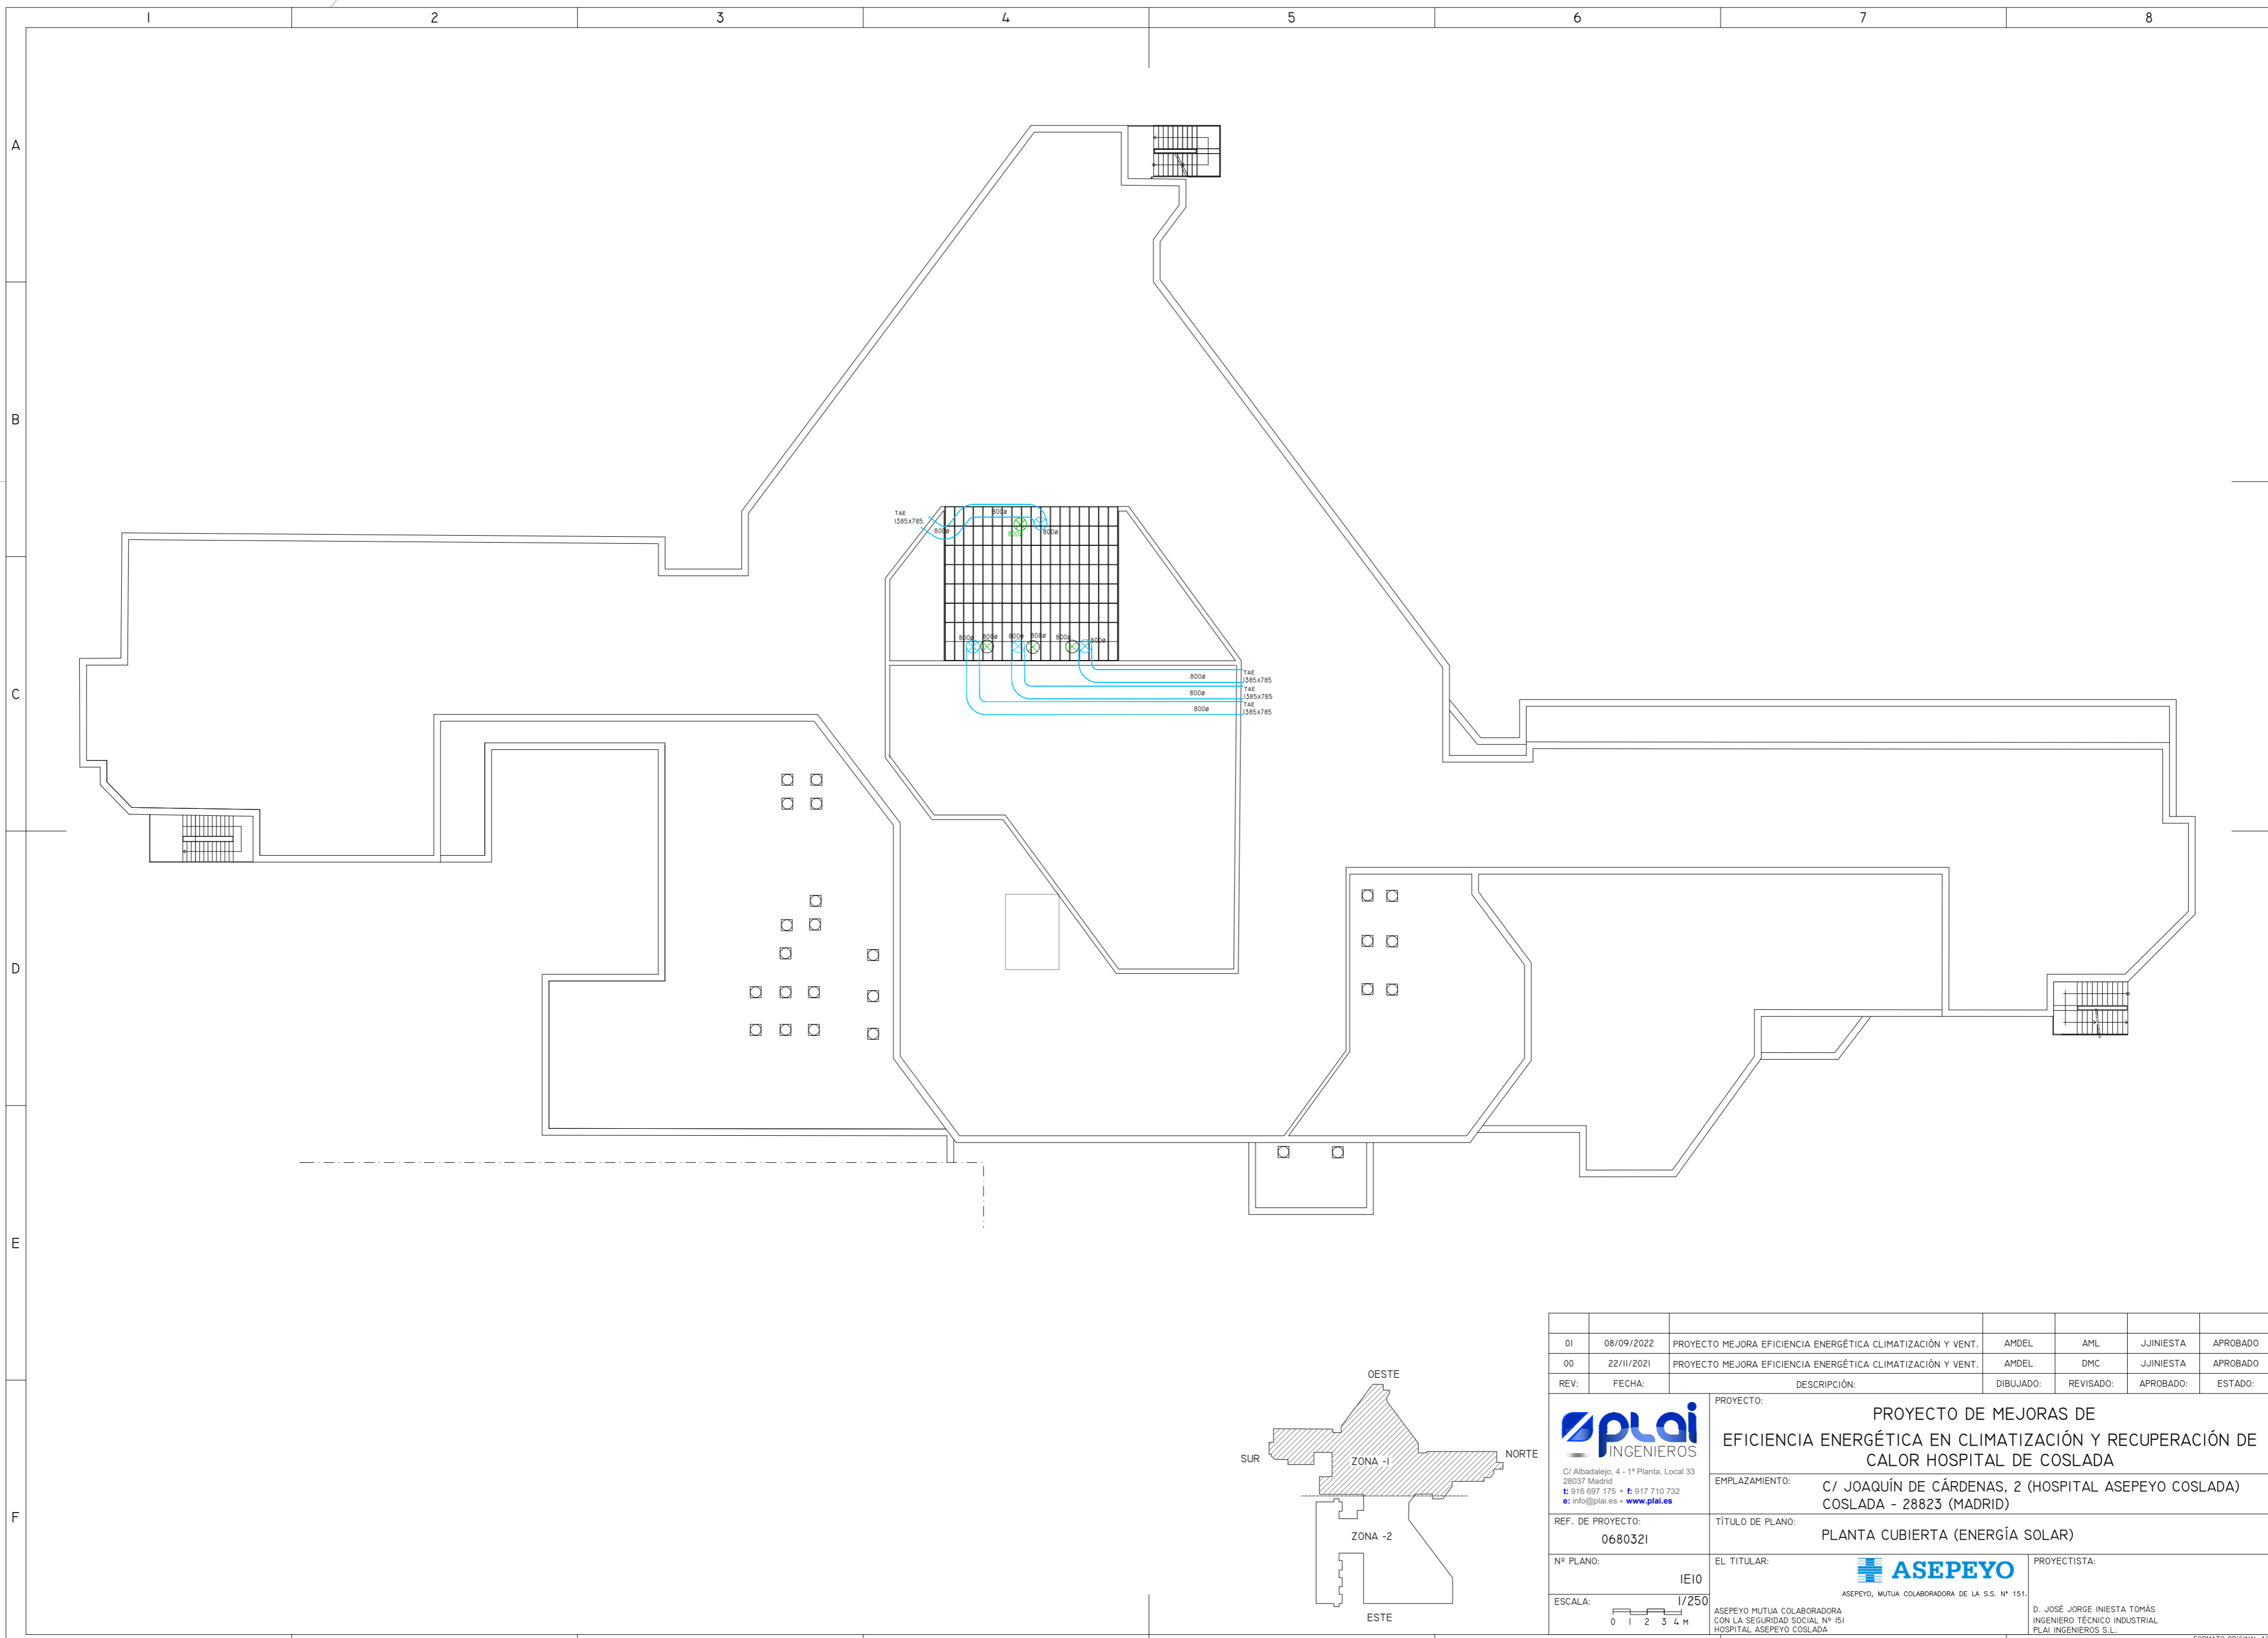 1 2 3 4 5 6 7 8
A
B
C
D
E
F
TAE
1385x785
800ø
800ø
800ø
800ø
800ø 800ø 800ø 800ø 800ø 800ø
800ø
TAE
1385x785
800ø
TAE
1385x785
800ø
TAE
1385x785
OESTE
SUR
NORTE
ZONA -1
ZONA -2
ESTE
01 08/09/2022 PROYECTO MEJORA EFICIENCIA ENERGÉTICA CLIMATIZACIÓN Y VENT. AMDEL AML JJINIESTA APROBADO
00 22/11/2021 PROYECTO MEJORA EFICIENCIA ENERGÉTICA CLIMATIZACIÓN Y VENT. AMDEL DMC JJINIESTA APROBADO
REV: FECHA: DESCRIPCIÓN: DIBUJADO: REVISADO: APROBADO: ESTADO:
plai
INGENIEROS
C/ Albadalejo, 4 - 1ª Planta, Local 33
28037 Madrid
t: 916 697 175 - f: 917 710 732
e: info@plai.es - www.plai.es
PROYECTO:
PROYECTO DE MEJORAS DE
EFICIENCIA ENERGÉTICA EN CLIMATIZACIÓN Y RECUPERACIÓN DE
CALOR HOSPITAL DE COSLADA
EMPLAZAMIENTO:
C/ JOAQUÍN DE CÁRDENAS, 2 (HOSPITAL ASEPEYO COSLADA)
COSLADA - 28823 (MADRID)
REF. DE PROYECTO:
0680321
TÍTULO DE PLANO:
PLANTA CUBIERTA (ENERGÍA SOLAR)
Nº PLANO:
IE10
ESCALA:
1/250
0 1 2 3 4 M
EL TITULAR:
ASEPEYO
ASEPEYO, MUTUA COLABORADORA DE LA S.S. Nº 151.
ASEPEYO MUTUA COLABORADORA
CON LA SEGURIDAD SOCIAL Nº 151
HOSPITAL ASEPEYO COSLADA
PROYECTISTA:
D. JOSÉ JORGE INIESTA TOMÁS
INGENIERO TÉCNICO INDUSTRIAL
PLAI INGENIEROS S.L.